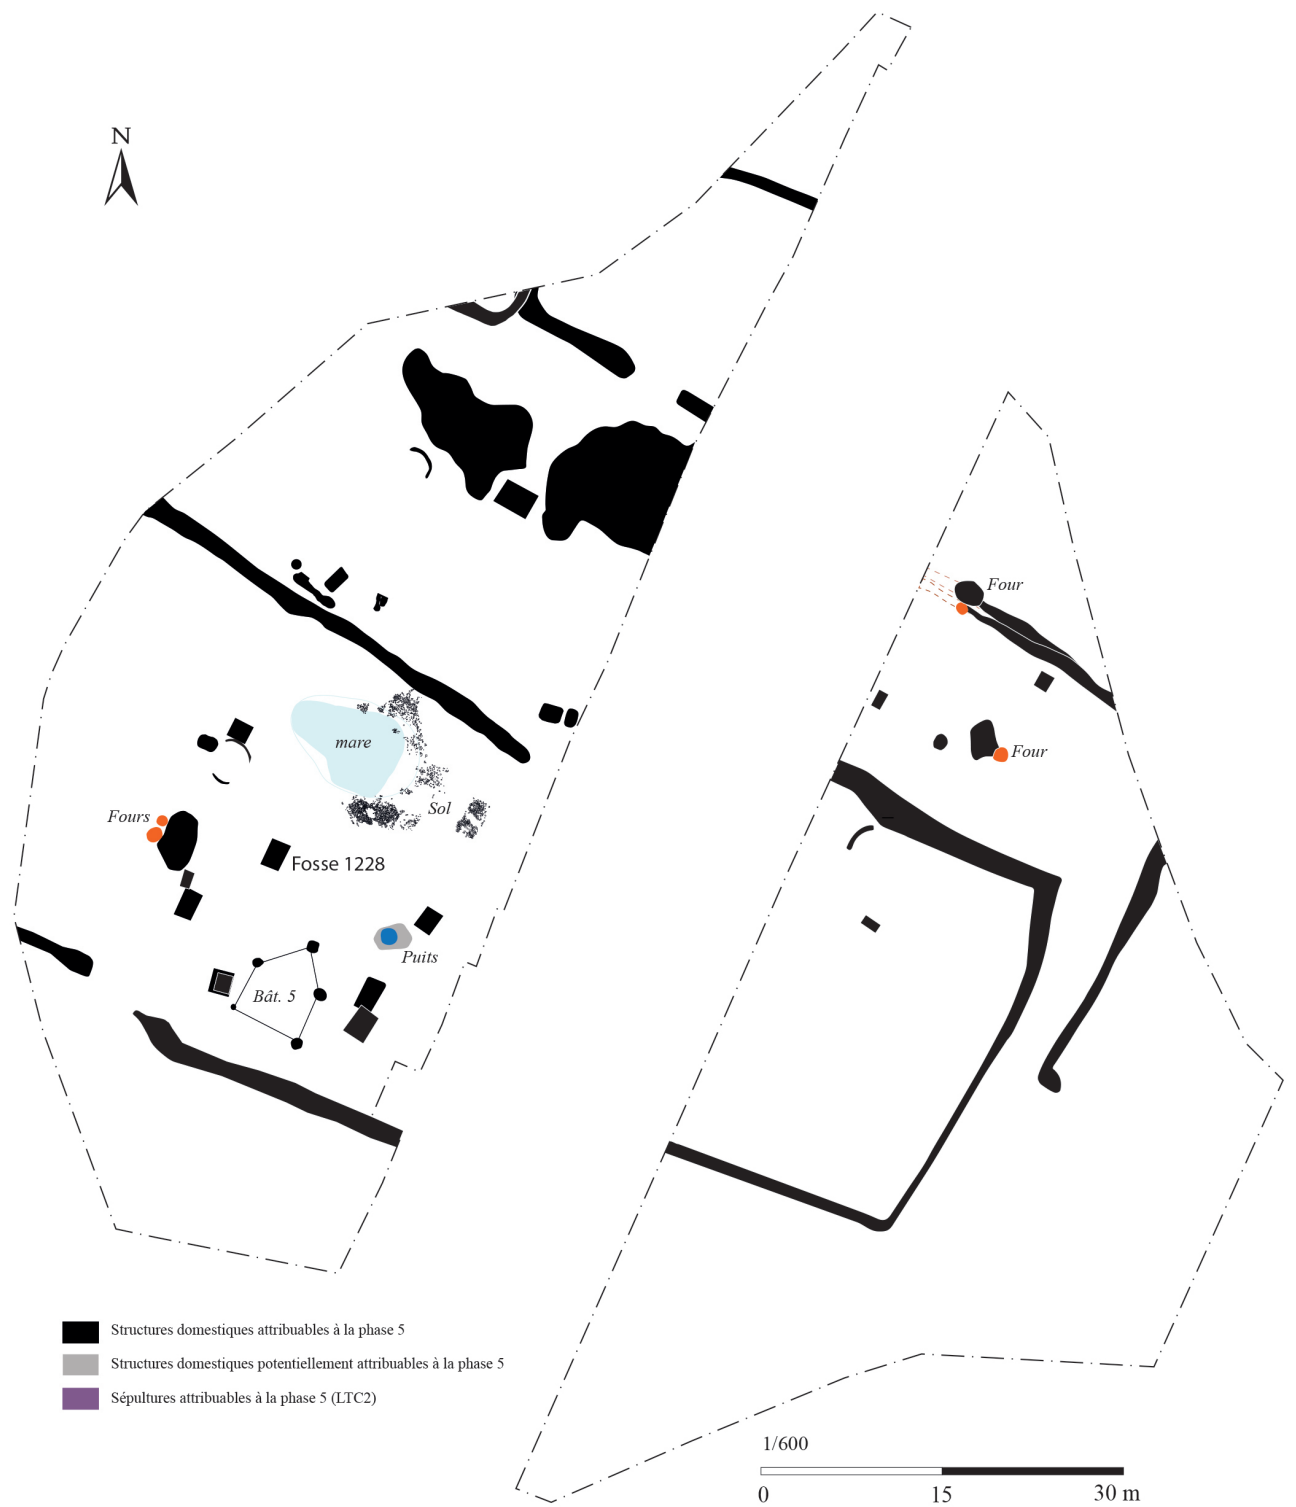 N
Four
mare
Four
Sol
Fours
Fosse 1228
Puits
Bât. 5
Structures domestiques attribuables à la phase 5
Structures domestiques potentiellement attribuables à la phase 5
Sépultures attribuables à la phase 5 (LTC2)
1/600
0 15 30 m